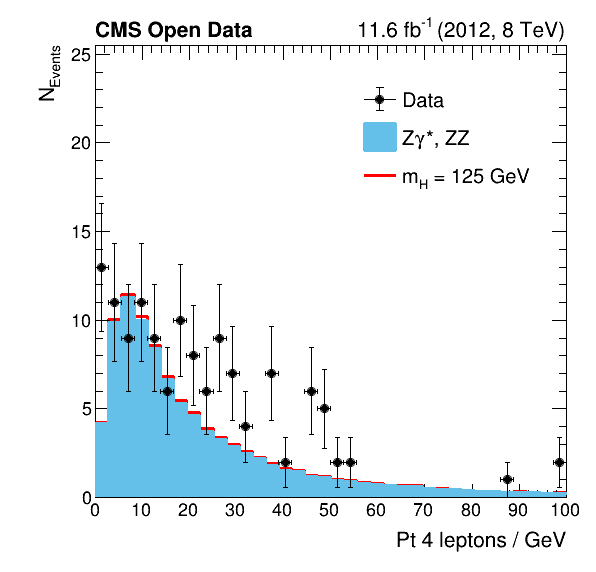 CMS Open Data
11.6 fb-1 (2012, 8 TeV)
NEvents
25
20
15
10
5
0
Data
Zγ*, ZZ
mH = 125 GeV
0 10 20 30 40 50 60 70 80 90 100
Pt 4 leptons / GeV